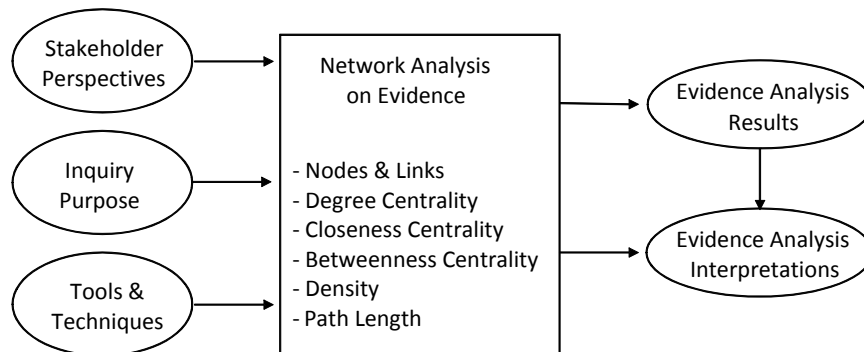 Stakeholder
Perspectives
Inquiry
Purpose
Tools &
Techniques
Network Analysis
on Evidence
- Nodes & Links
- Degree Centrality
- Closeness Centrality
- Betweenness Centrality
- Density
- Path Length
Evidence Analysis
Results
Evidence Analysis
Interpretations